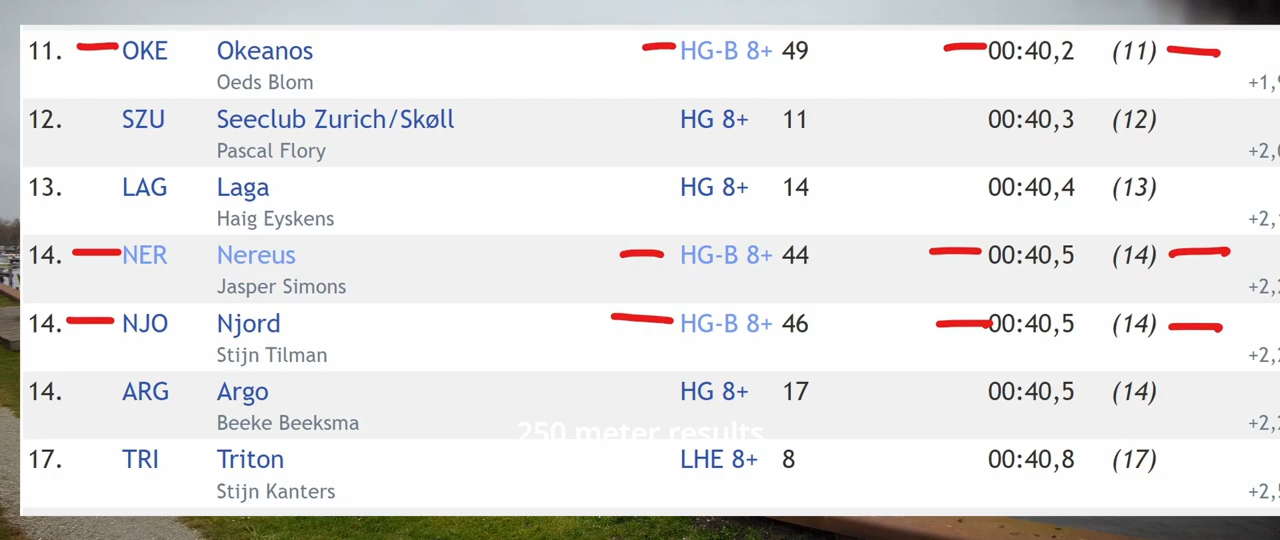 11. OKE Okeanos HG-B 8+ 49 00:40,2 (11)
Oeds Blom
12. SZU Seeclub Zurich/Skøll HG 8+ 11 00:40,3 (12)
Pascal Flory
13. LAG Laga HG 8+ 14 00:40,4 (13)
Haig Eyskens
14. NER Nereus HG-B 8+ 44 00:40,5 (14)
Jasper Simons
14. NJO Njord HG-B 8+ 46 00:40,5 (14)
Stijn Tilman
14. ARG Argo HG 8+ 17 00:40,5 (14)
Beeke Beeksma
250 meter results
17. TRI Triton LHE 8+ 8 00:40,8 (17)
Stijn Kanters